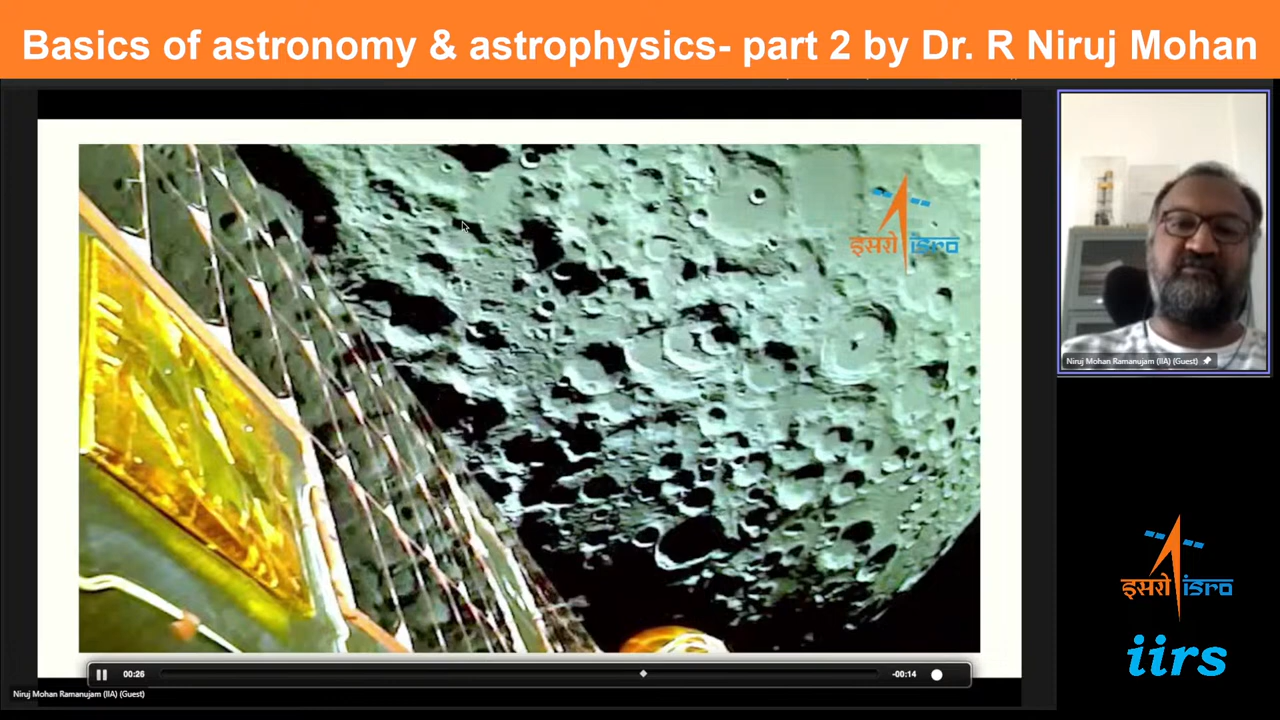 Basics of astronomy & astrophysics- part 2 by Dr. R Niruj Mohan
इसरो isro
Niruj Mohan Ramanujam (IIA) (Guest)
00:26
-00:14
Niruj Mohan Ramanujam (IIA) (Guest)
इसरो isro
iirs